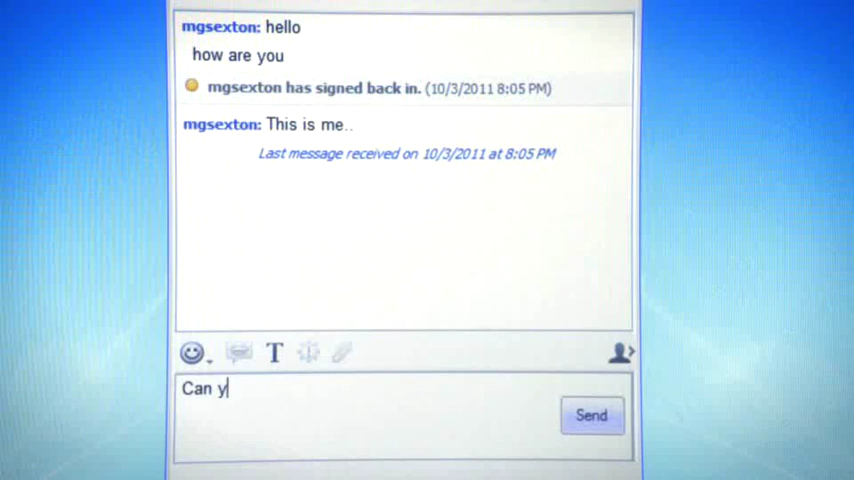 mgsexton: hello
how are you
mgsexton has signed back in. (10/3/2011 8:05 PM)
mgsexton: This is me..
Last message received on 10/3/2011 at 8:05 PM
T
Can y
Send